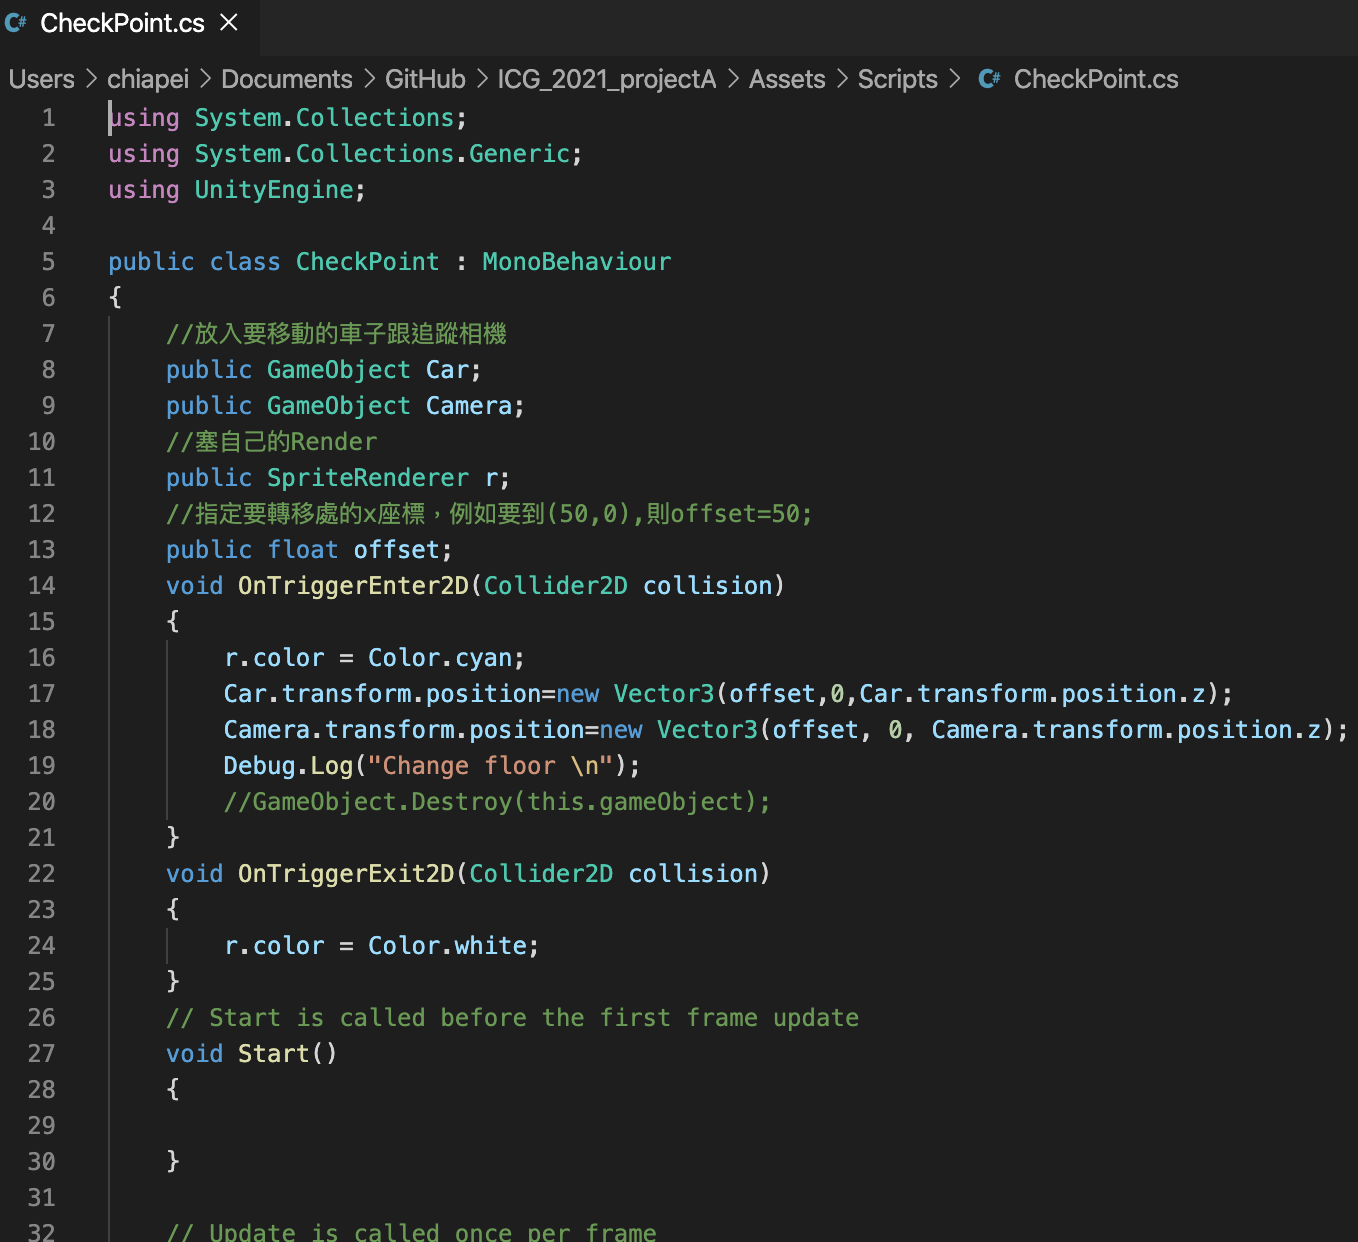 C# CheckPoint.cs ×
Users > chiapei > Documents > GitHub > ICG_2021_projectA > Assets > Scripts > C# CheckPoint.cs
1 using System.Collections;
2 using System.Collections.Generic;
3 using UnityEngine;
4
5 public class CheckPoint : MonoBehaviour
6 {
7 //放入要移動的車子跟追蹤相機
8 public GameObject Car;
9 public GameObject Camera;
10 //塞自己的Render
11 public SpriteRenderer r;
12 //指定要轉移處的x座標，例如要到(50,0),則offset=50;
13 public float offset;
14 void OnTriggerEnter2D(Collider2D collision)
15 {
16 r.color = Color.cyan;
17 Car.transform.position=new Vector3(offset,0,Car.transform.position.z);
18 Camera.transform.position=new Vector3(offset, 0, Camera.transform.position.z);
19 Debug.Log("Change floor \n");
20 //GameObject.Destroy(this.gameObject);
21 }
22 void OnTriggerExit2D(Collider2D collision)
23 {
24 r.color = Color.white;
25 }
26 // Start is called before the first frame update
27 void Start()
28 {
29
30 }
31
32 // Update is called once per frame